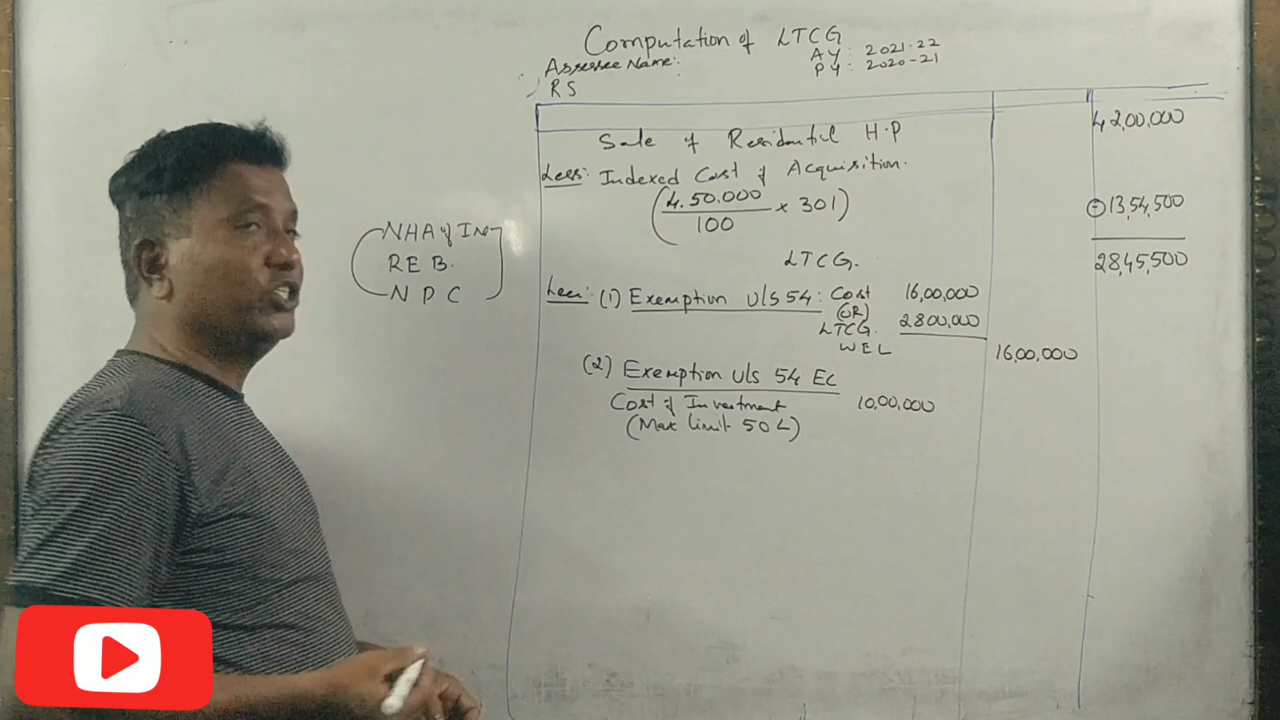 Computation of LTCG
Assessee Name:
AY : 2021-22
PY : 2020-21
RS
Sale of Residential H.P 42,00,000
Less: Indexed Cost of Acquisition.
(4,50,000/100 × 301) 13,54,500
LTCG. 28,45,500
Less: (1) Exemption U/s 54: Cost 16,00,000
(OR)
LTCG. 2800,000
WEL 16,00,000
(2) Exemption U/s 54 EC
Cost of Investment 10,00,000
(Max limit 50L)
NHA of In
REB.
NPC